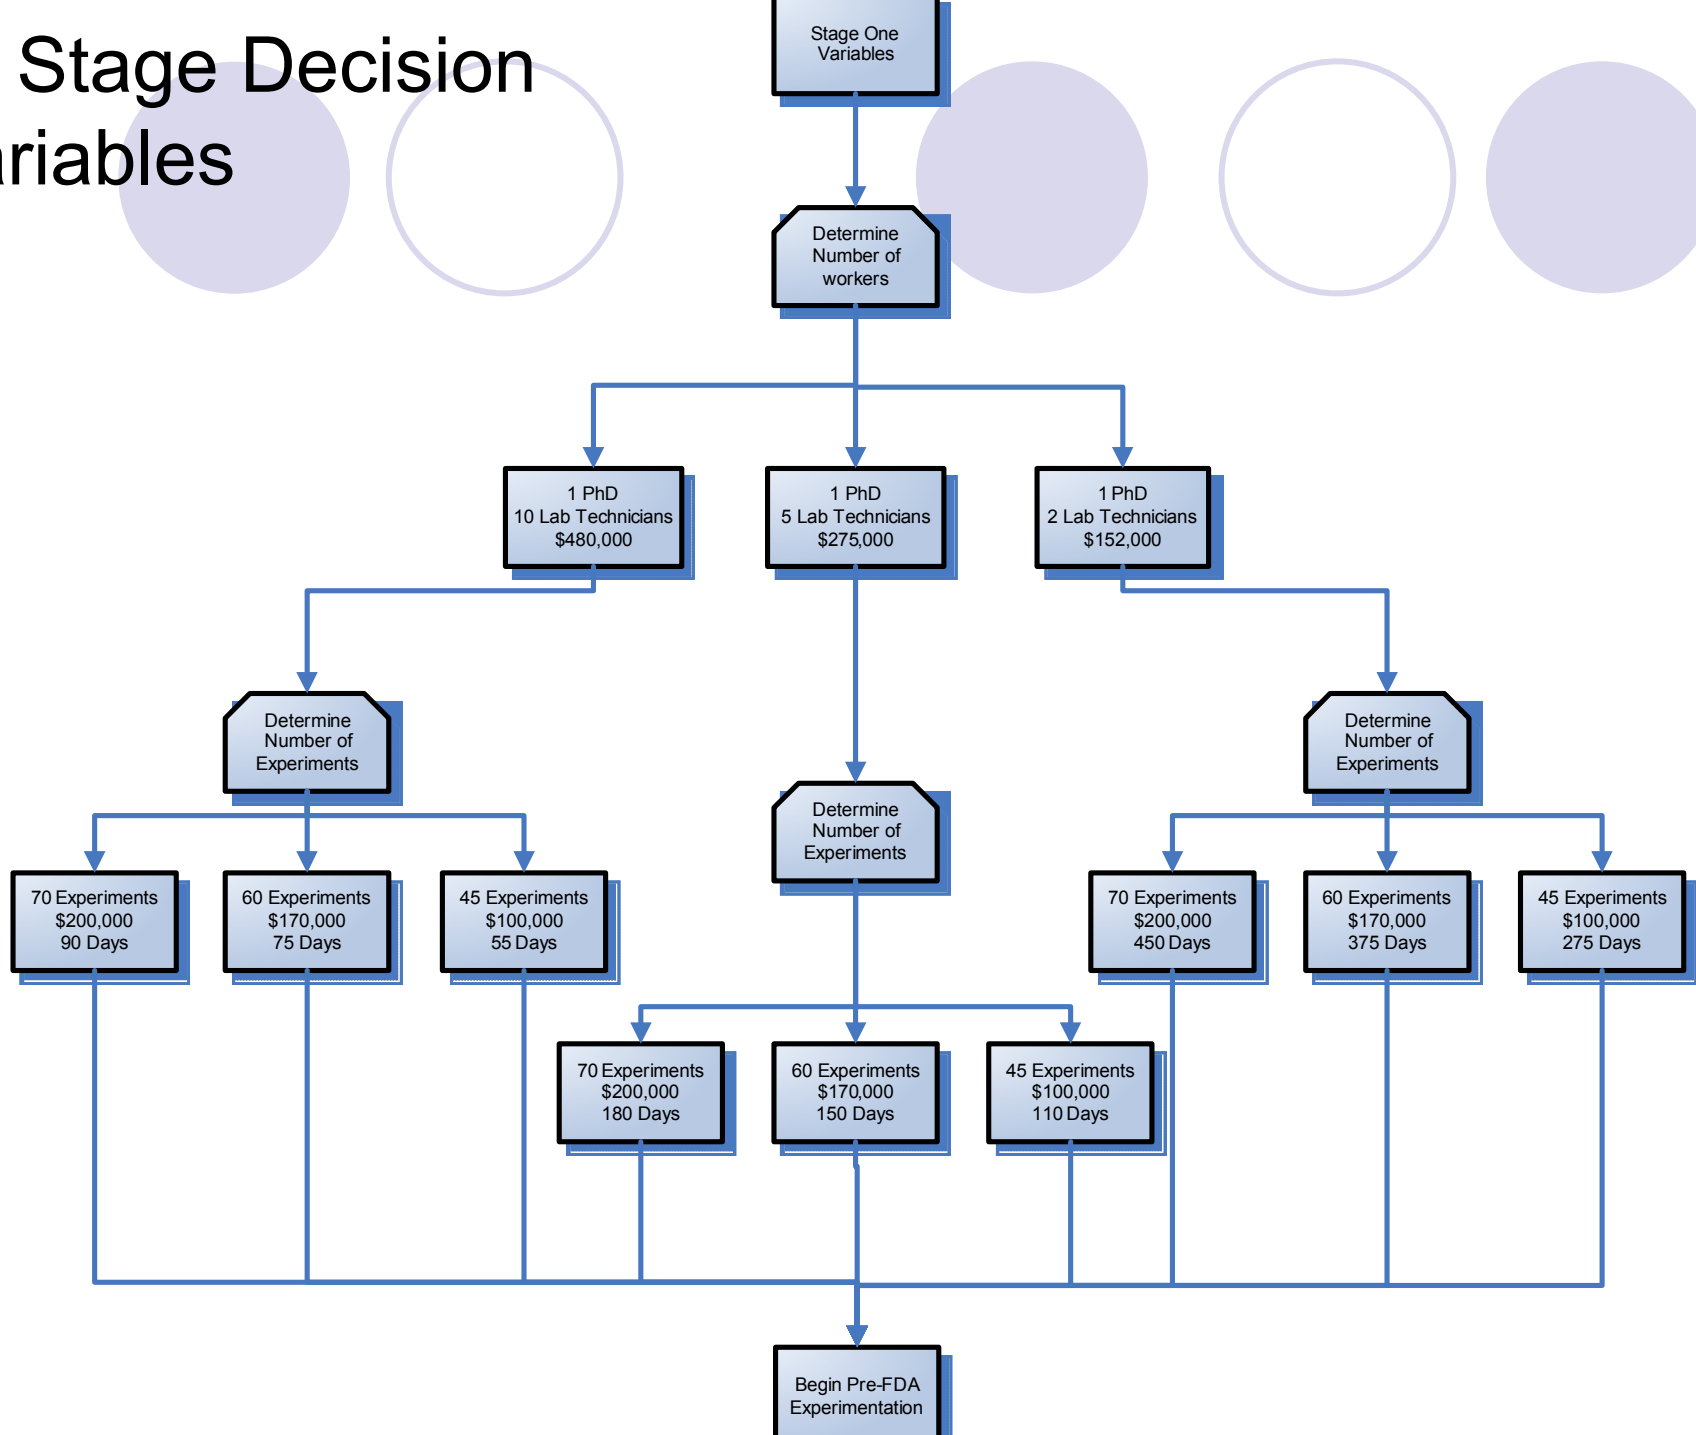 Stage Decision
ariables
Stage One
Variables
Determine
Number of
workers
1 PhD
10 Lab Technicians
$480,000
1 PhD
5 Lab Technicians
$275,000
1 PhD
2 Lab Technicians
$152,000
Determine
Number of
Experiments
Determine
Number of
Experiments
Determine
Number of
Experiments
70 Experiments
$200,000
90 Days
60 Experiments
$170,000
75 Days
45 Experiments
$100,000
55 Days
70 Experiments
$200,000
450 Days
60 Experiments
$170,000
375 Days
45 Experiments
$100,000
275 Days
70 Experiments
$200,000
180 Days
60 Experiments
$170,000
150 Days
45 Experiments
$100,000
110 Days
Begin Pre-FDA
Experimentation